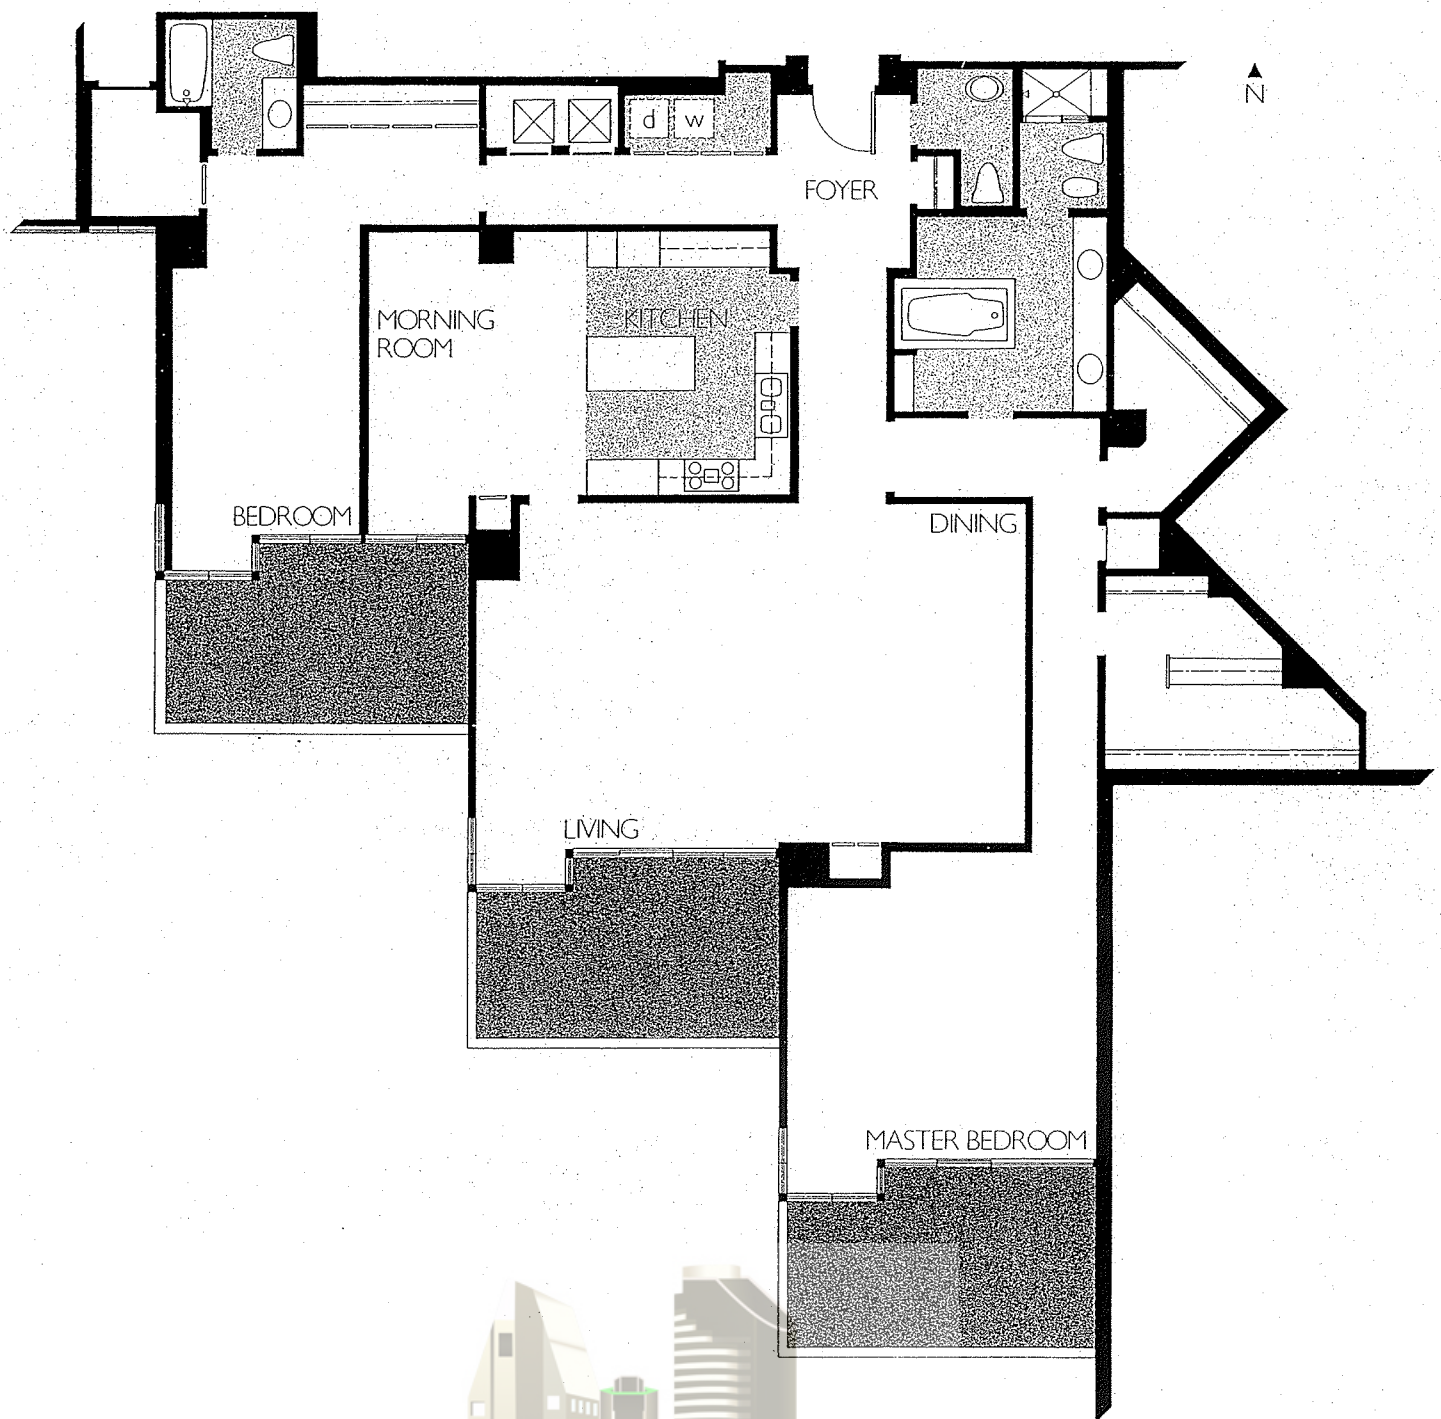 N
d
w
FOYER
MORNING
ROOM
KITCHEN
BEDROOM
DINING
LIVING
MASTER BEDROOM